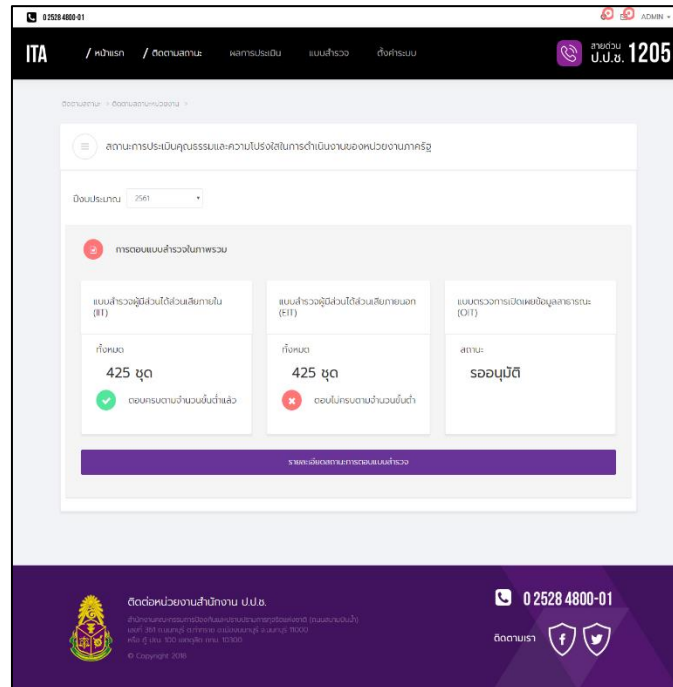 0 2528 4800-01
ADMIN
ITA / หน้าแรก / ติดตามสถานะ ผลการประเมิน แบบสำรวจ ตั้งค่าระบบ
สายด่วน
ป.ป.ช. 1205
ติดตามสถานะ > ติดตามสถานะหน่วยงาน >
สถานะการประเมินคุณธรรมและความโปร่งใสในการดำเนินงานของหน่วยงานภาครัฐ
ปีงบประมาณ 2561
การตอบแบบสำรวจในภาพรวม
แบบสำรวจผู้มีส่วนได้ส่วนเสียภายใน
(IIT)
ทั้งหมด
425 ชุด
ตอบครบตามจำนวนขั้นต่ำแล้ว
แบบสำรวจผู้มีส่วนได้ส่วนเสียภายนอก
(EIT)
ทั้งหมด
425 ชุด
ตอบไม่ครบตามจำนวนขั้นต่ำ
แบบตรวจการเปิดเผยข้อมูลสาธารณะ
(OIT)
สถานะ
รออนุมัติ
รายละเอียดสถานะการตอบแบบสำรวจ
ติดต่อหน่วยงานสำนักงาน ป.ป.ช.
© Copyright 2016
0 2528 4800-01
ติดตามเรา